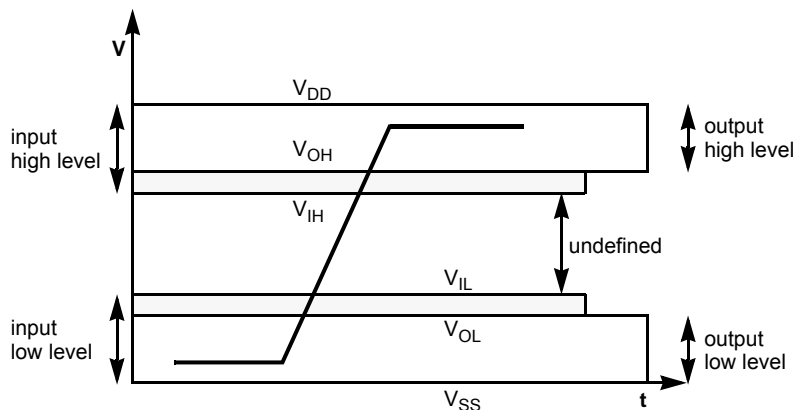 V
V_DD
input
high level
output
high level
V_OH
V_IH
undefined
V_IL
input
low level
V_OL
output
low level
V_SS
t